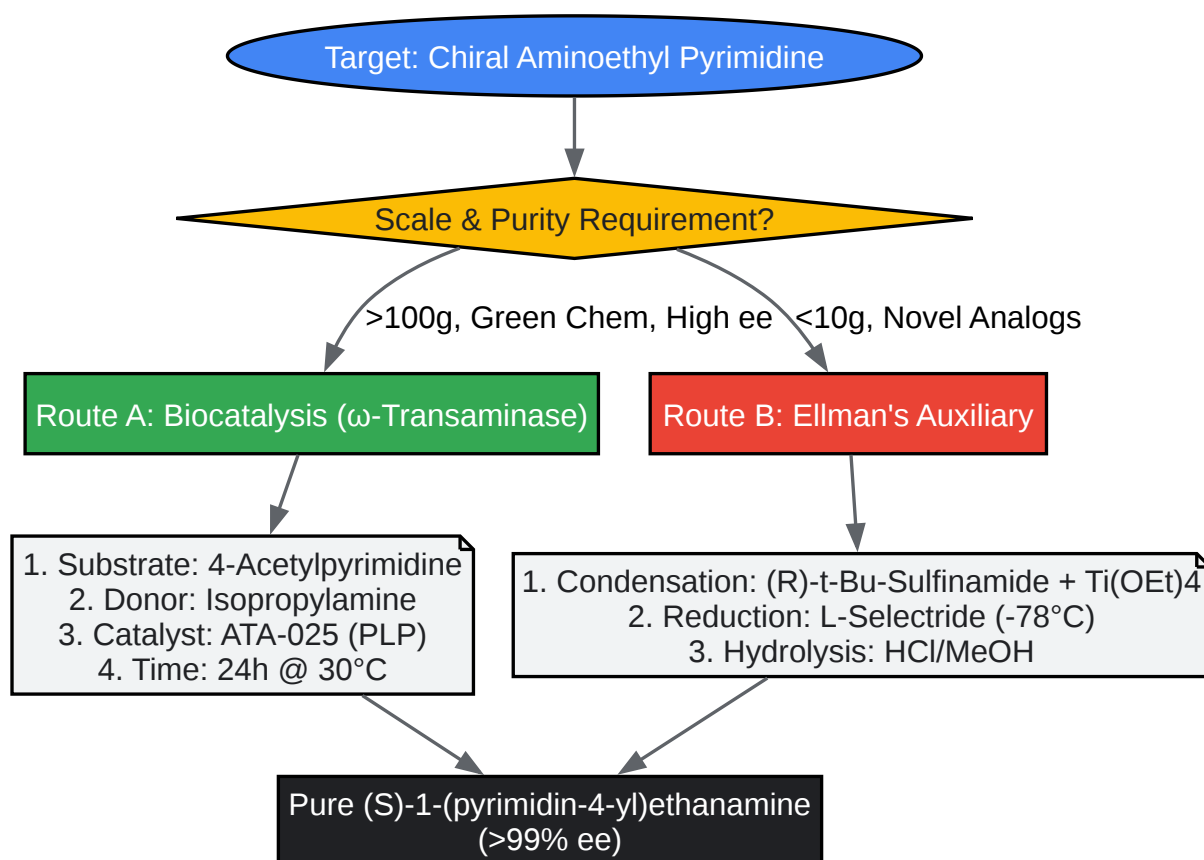 Target: Chiral Aminoethyl Pyrimidine
Scale & Purity Requirement?
>100g, Green Chem, High ee
<10g, Novel Analogs
Route A: Biocatalysis (ω-Transaminase)
Route B: Ellman's Auxiliary
1. Substrate: 4-Acetylpyrimidine
2. Donor: Isopropylamine
3. Catalyst: ATA-025 (PLP)
4. Time: 24h @ 30°C
1. Condensation: (R)-t-Bu-Sulfinamide + Ti(OEt)4
2. Reduction: L-Selectride (-78°C)
3. Hydrolysis: HCl/MeOH
Pure (S)-1-(pyrimidin-4-yl)ethanamine
(>99% ee)